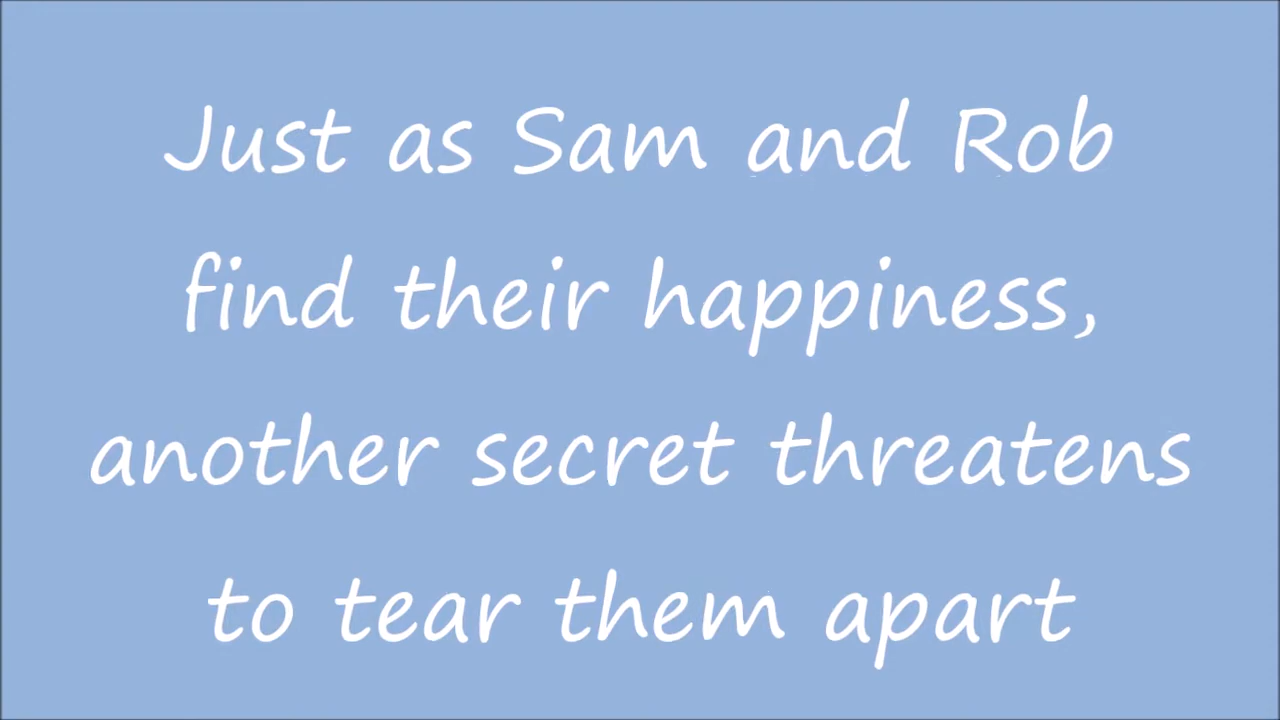 Just as Sam and Rob
find their happiness,
another secret threatens
to tear them apart